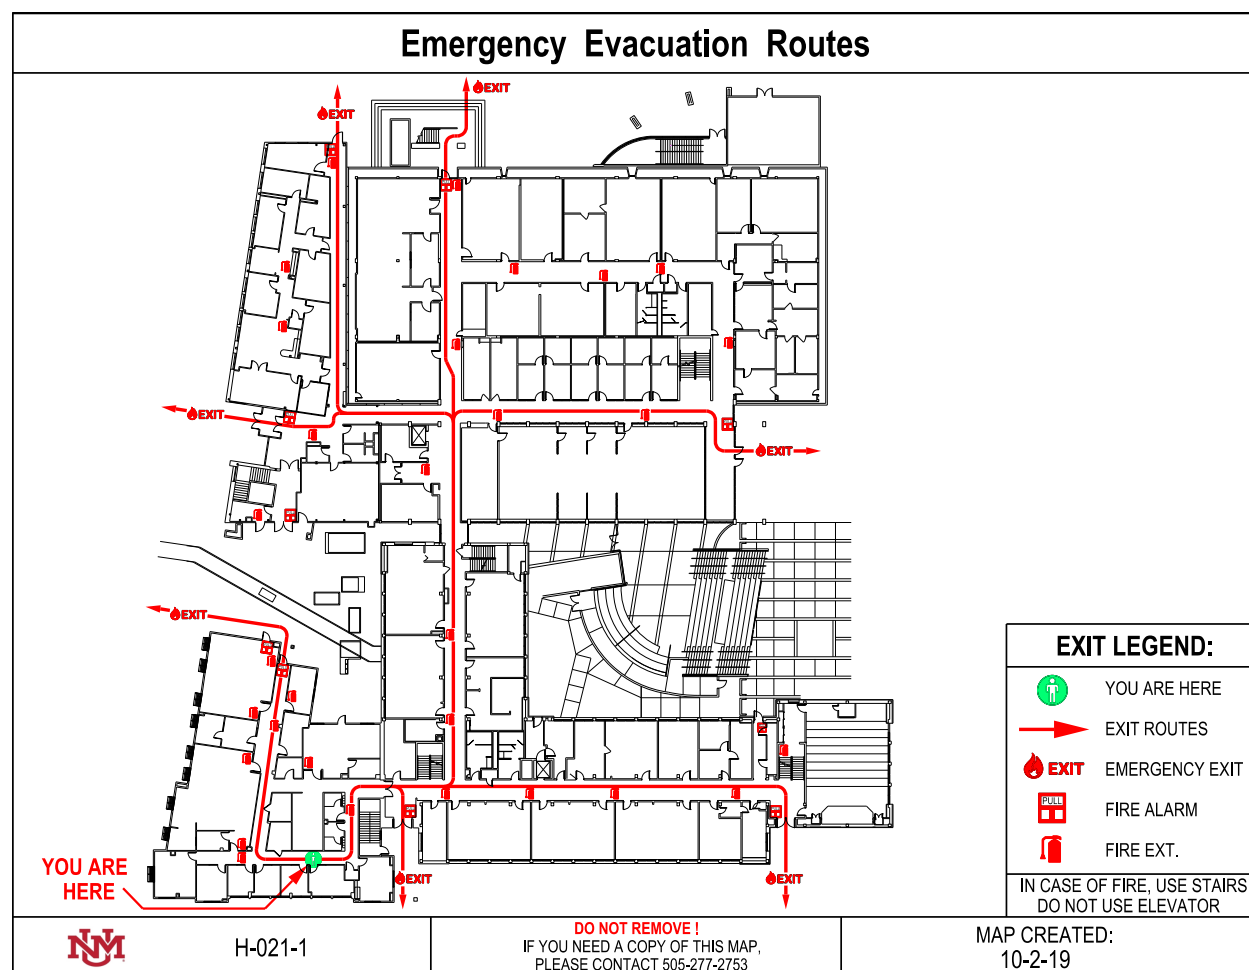 Emergency Evacuation Routes
EXIT
EXIT
EXIT
EXIT
EXIT
YOU ARE
HERE
EXIT
EXIT
EXIT LEGEND:
YOU ARE HERE
EXIT ROUTES
EXIT EMERGENCY EXIT
PULL
FIRE ALARM
FIRE EXT.
IN CASE OF FIRE, USE STAIRS
DO NOT USE ELEVATOR
NM
H-021-1
DO NOT REMOVE !
IF YOU NEED A COPY OF THIS MAP,
PLEASE CONTACT 505-277-2753
MAP CREATED:
10-2-19